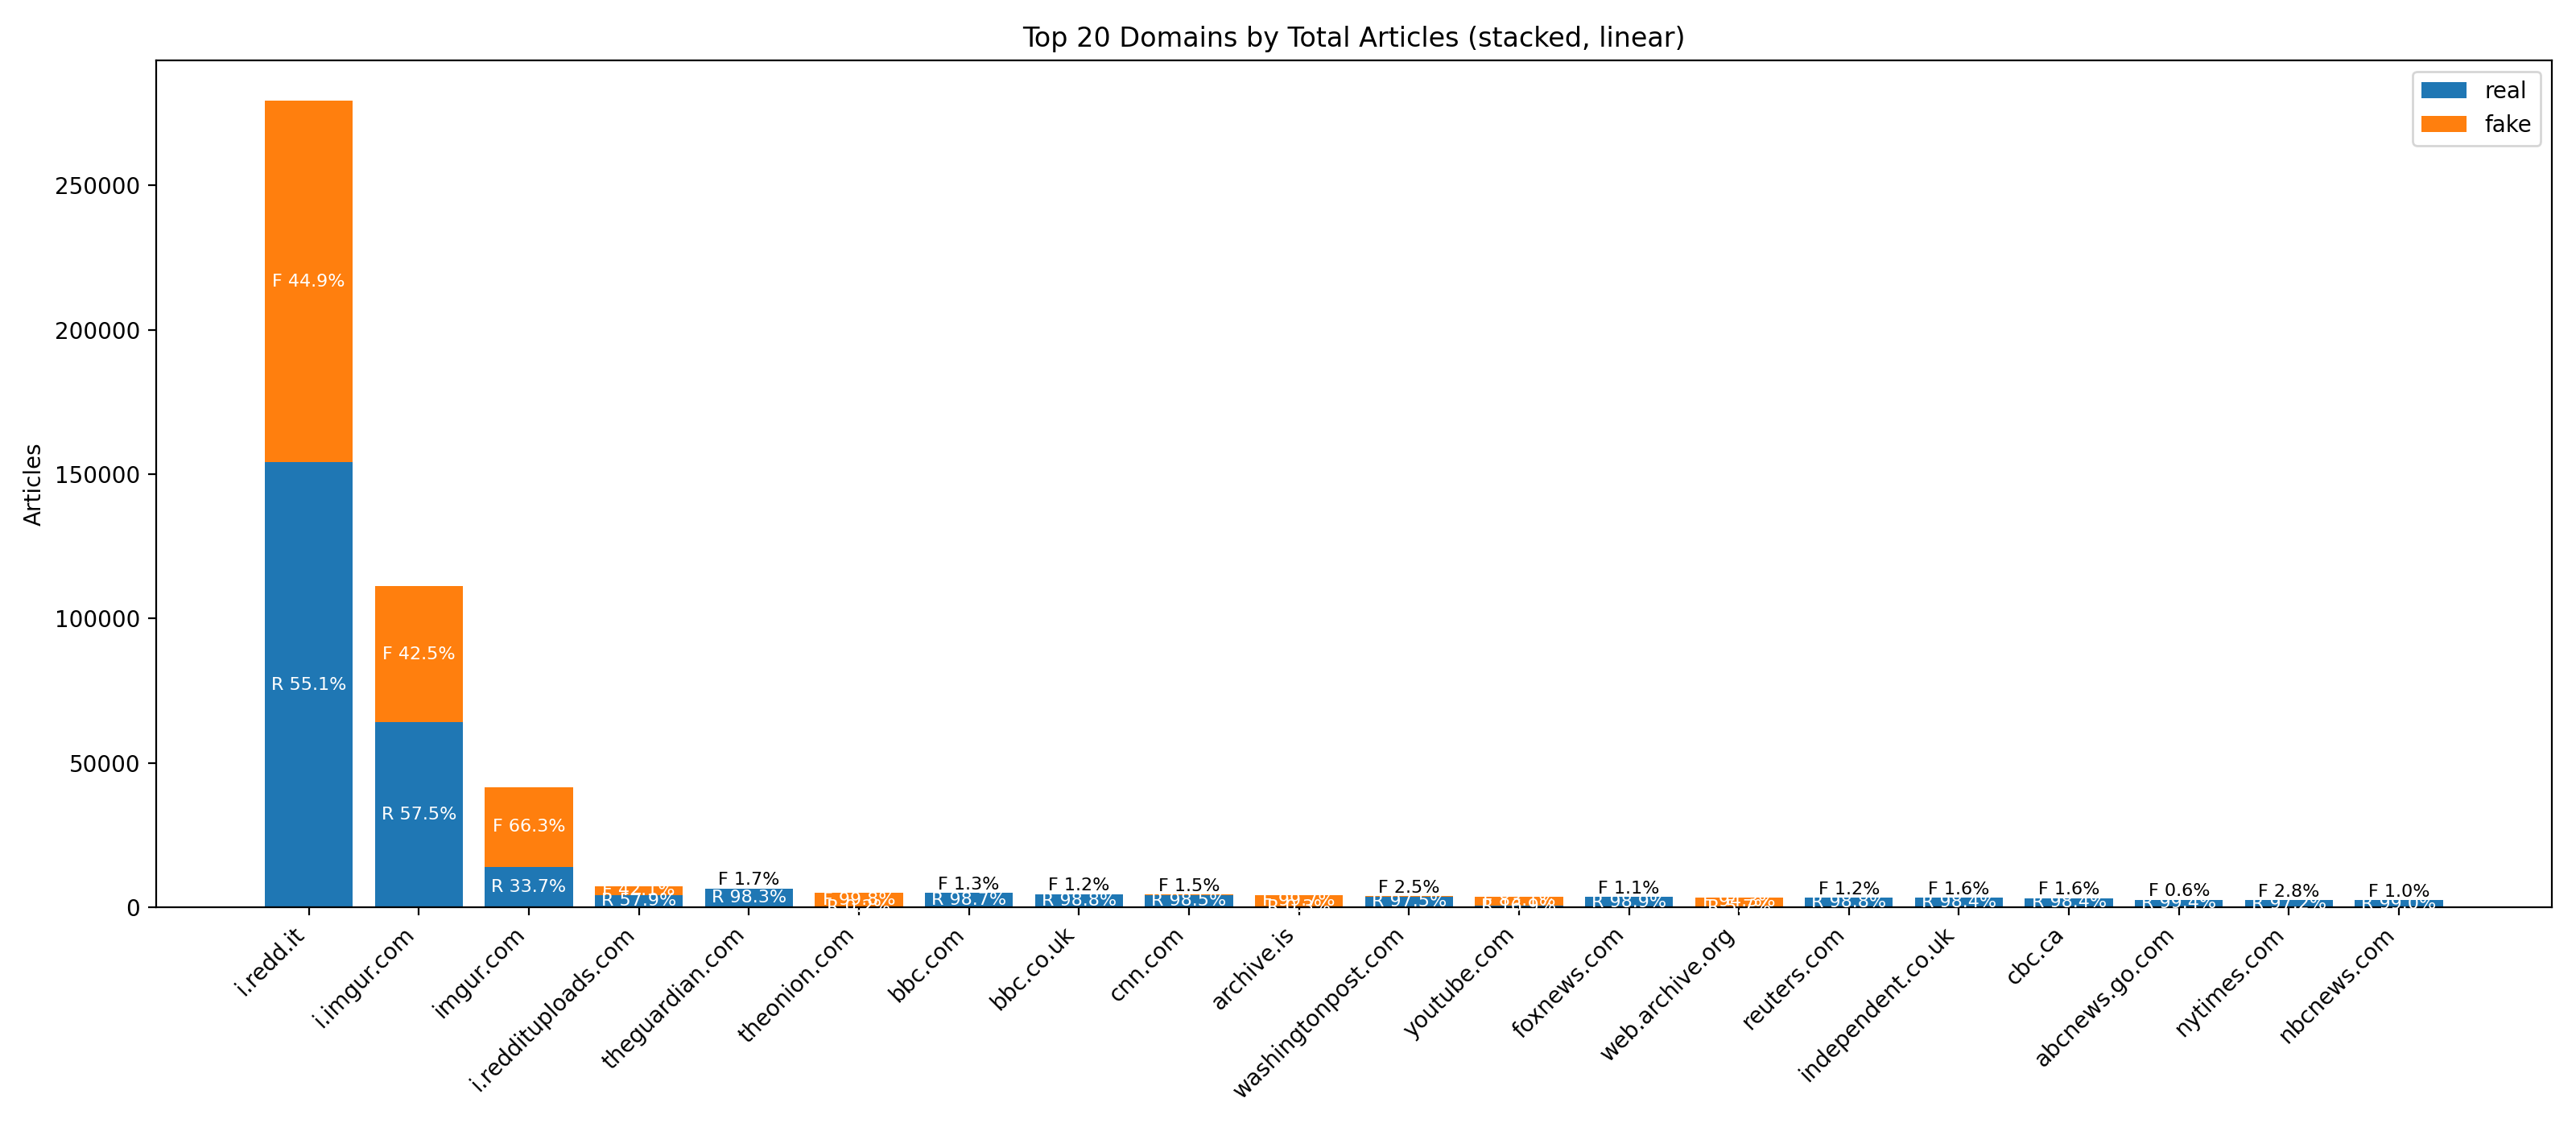 Top 20 Domains by Total Articles (stacked, linear)
real
fake
Articles
250000
200000
150000
100000
50000
0
F 44.9%
R 55.1%
F 42.5%
R 57.5%
F 66.3%
R 33.7%
F 42.1%
R 57.9%
F 1.7%
R 98.3%
F 99.8%
F 1.3%
R 98.7%
F 1.2%
R 98.8%
F 1.5%
R 98.5%
F 99.7%
F 2.5%
R 97.5%
F 1.1%
R 98.9%
F 1.2%
R 98.8%
F 1.6%
R 98.4%
F 1.6%
R 98.4%
F 0.6%
R 99.4%
F 2.8%
R 97.2%
F 1.0%
R 99.0%
i.redd.it
i.imgur.com
imgur.com
i.reddituploads.com
theguardian.com
theonion.com
bbc.com
bbc.co.uk
cnn.com
archive.is
washingtonpost.com
youtube.com
foxnews.com
web.archive.org
reuters.com
independent.co.uk
cbc.ca
abcnews.go.com
nytimes.com
nbcnews.com